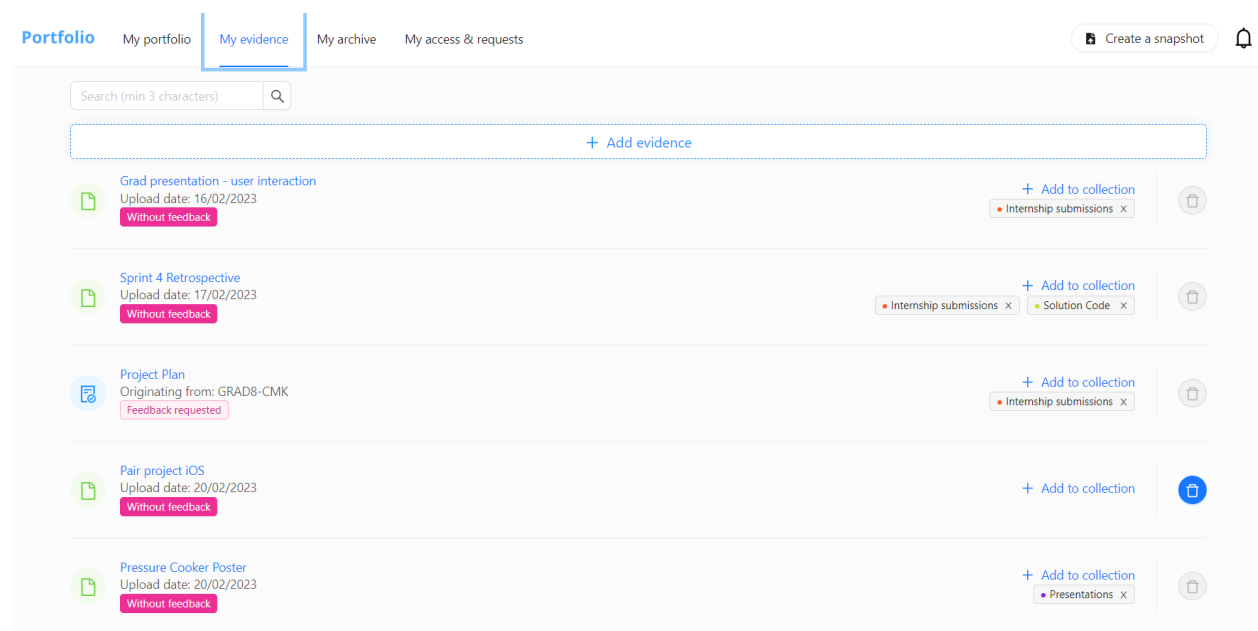 Portfolio My portfolio My evidence My archive My access & requests Create a snapshot
Search (min 3 characters)
+ Add evidence
Grad presentation - user interaction
Upload date: 16/02/2023
Without feedback
+ Add to collection
Internship submissions X
Sprint 4 Retrospective
Upload date: 17/02/2023
Without feedback
+ Add to collection
Internship submissions X Solution Code X
Project Plan
Originating from: GRAD8-CMK
Feedback requested
+ Add to collection
Internship submissions X
Pair project iOS
Upload date: 20/02/2023
Without feedback
+ Add to collection
Pressure Cooker Poster
Upload date: 20/02/2023
Without feedback
+ Add to collection
Presentations X